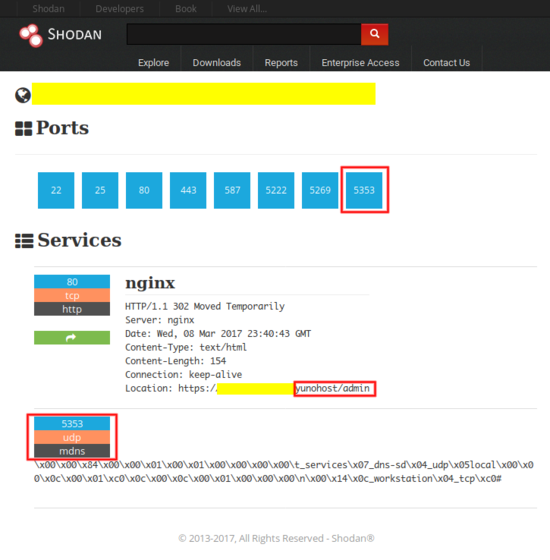 Shodan Developers Book View All...
SHODAN
Explore Downloads Reports Enterprise Access Contact Us
Ports
22 25 80 443 587 5222 5269 5353
Services
80
tcp
http
nginx
HTTP/1.1 302 Moved Temporarily
Server: nginx
Date: Wed, 08 Mar 2017 23:40:43 GMT
Content-Type: text/html
Content-Length: 154
Connection: keep-alive
Location: https:/ yunohost/admin
5353
udp
mdns
\x00\x00\x84\x00\x00\x01\x00\x01\x00\x00\x00\x00\t_services\x07_dns-sd\x04_udp\x05local\x00\x0
0\x0c\x00\x01\xc0\x0c\x00\x0c\x00\x01\x00\x00\x00\n\x00\x14\x0c_workstation\x04_tcp\xc0#
© 2013-2017, All Rights Reserved - Shodan®